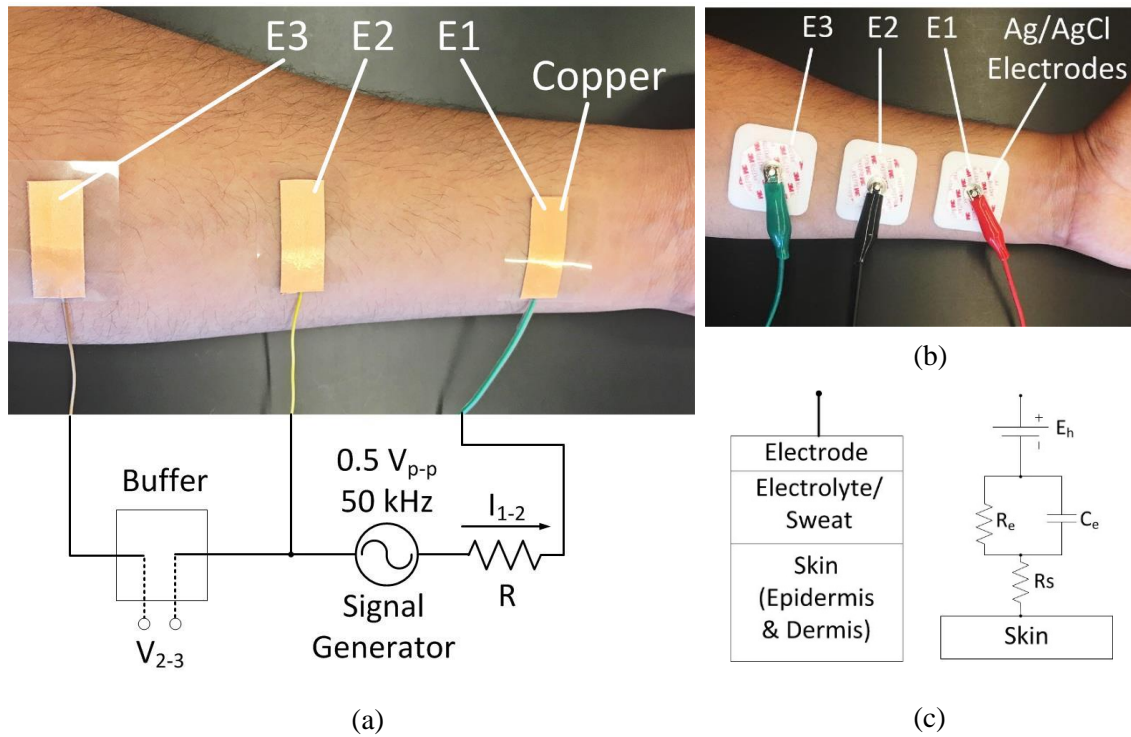 E3
E2
E1
Copper
0.5 Vp-p
50 kHz
Buffer
I1-2
R
Signal
Generator
V2-3
(a)
E3
E2
E1
Ag/AgCl
Electrodes
(b)
Electrode
Electrolyte/
Sweat
Skin
(Epidermis
& Dermis)
Eh
+
-
Re
Ce
Rs
Skin
(c)